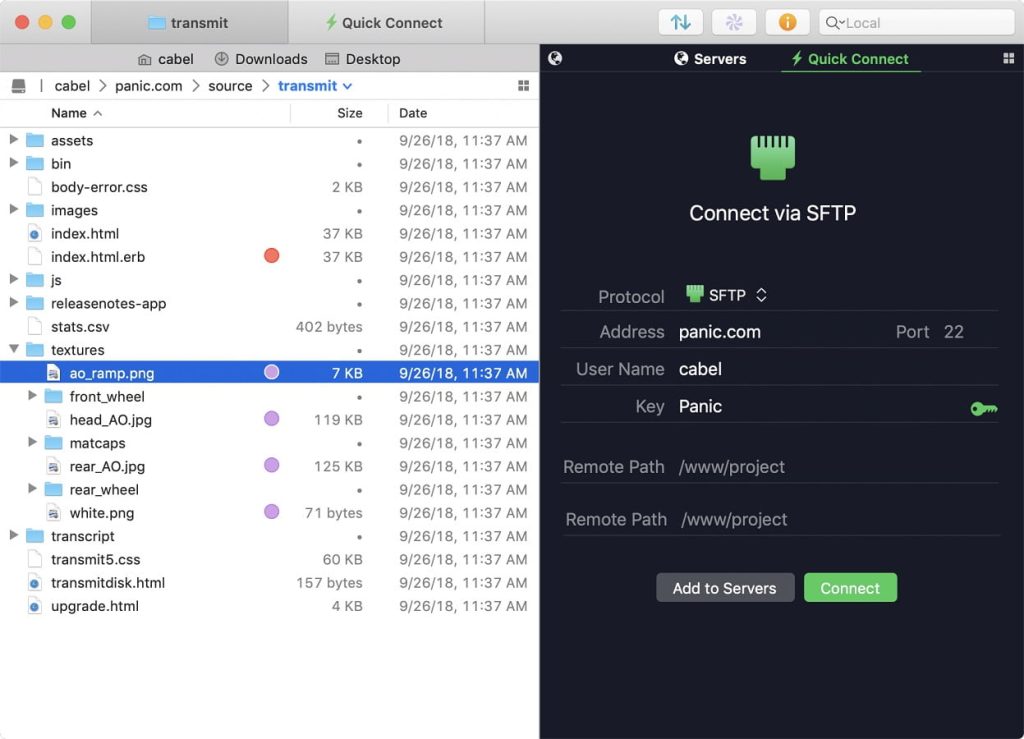 transmit
Quick Connect
Local
cabel Downloads Desktop
cabel panic.com source transmit
Name Size Date
assets • 9/26/18, 11:37 AM
bin • 9/26/18, 11:37 AM
body-error.css 2 KB 9/26/18, 11:37 AM
images • 9/26/18, 11:37 AM
index.html 37 KB 9/26/18, 11:37 AM
index.html.erb 37 KB 9/26/18, 11:37 AM
js • 9/26/18, 11:37 AM
releasenotes-app • 9/26/18, 11:37 AM
stats.csv 402 bytes 9/26/18, 11:37 AM
textures • 9/26/18, 11:37 AM
ao_ramp.png 7 KB 9/26/18, 11:37 AM
front_wheel • 9/26/18, 11:37 AM
head_AO.jpg 119 KB 9/26/18, 11:37 AM
matcaps • 9/26/18, 11:37 AM
rear_AO.jpg 125 KB 9/26/18, 11:37 AM
rear_wheel • 9/26/18, 11:37 AM
white.png 71 bytes 9/26/18, 11:37 AM
transcript • 9/26/18, 11:37 AM
transmit5.css 60 KB 9/26/18, 11:37 AM
transmitdisk.html 157 bytes 9/26/18, 11:37 AM
upgrade.html 4 KB 9/26/18, 11:37 AM
Servers Quick Connect
Connect via SFTP
Protocol SFTP
Address panic.com Port 22
User Name cabel
Key Panic
Remote Path /www/project
Remote Path /www/project
Add to Servers Connect